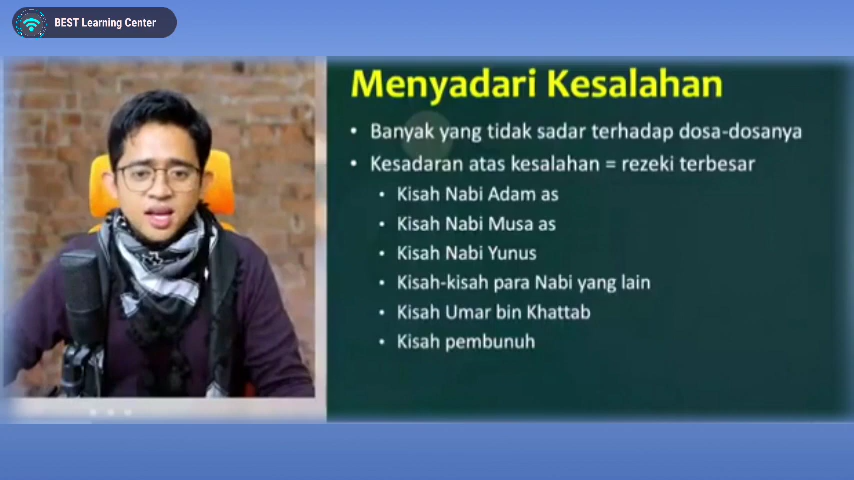 BEST Learning Center
Menyadari Kesalahan
• Banyak yang tidak sadar terhadap dosa-dosanya
• Kesadaran atas kesalahan = rezeki terbesar
• Kisah Nabi Adam as
• Kisah Nabi Musa as
• Kisah Nabi Yunus
• Kisah-kisah para Nabi yang lain
• Kisah Umar bin Khattab
• Kisah pembunuh